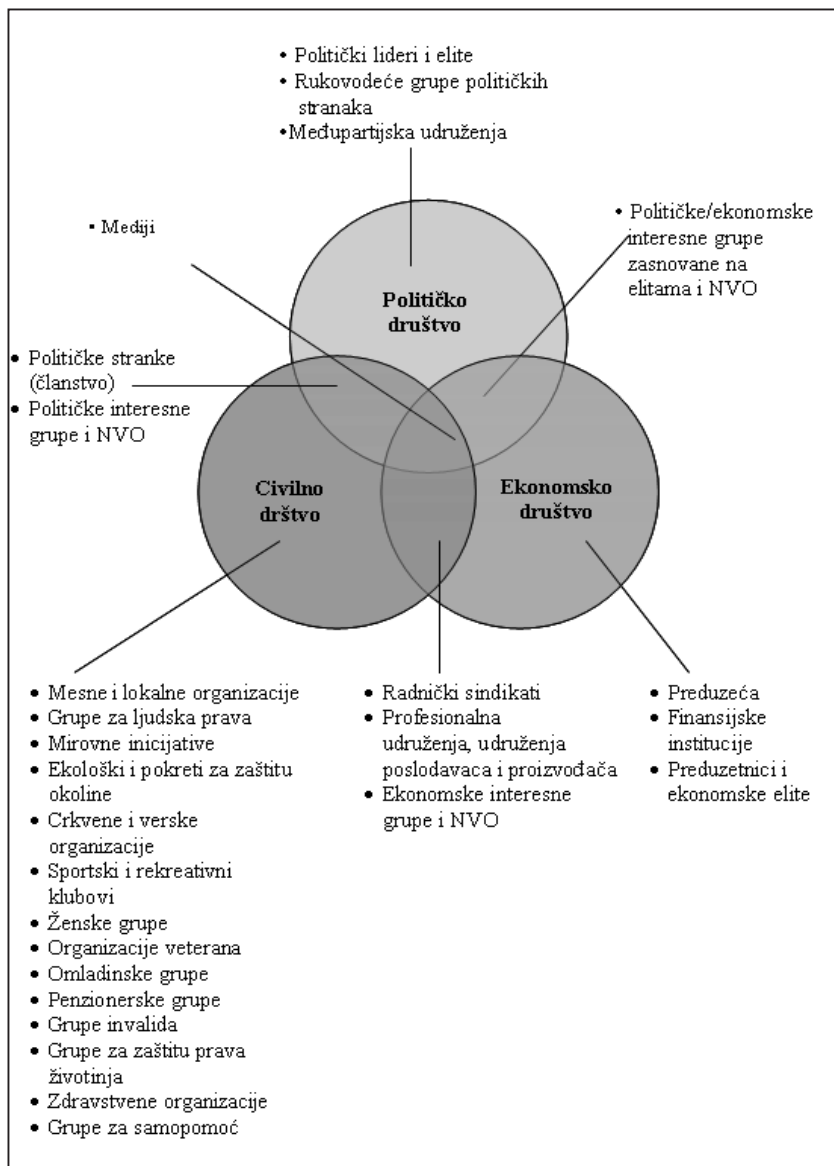 • Politički lideri i elite
• Rukovodeće grupe političkih
stranaka
•Međupartijska udruženja
• Mediji
• Političke/ekonomske
interesne grupe
zasnovane na
elitama i NVO
Političko
društvo
• Političke stranke
(članstvo)
• Političke interesne
grupe i NVO
Civilno
drštvo
Ekonomsko
društvo
• Mesne i lokalne organizacije
• Grupe za ljudska prava
• Mirovne inicijative
• Ekološki i pokreti za zaštitu
okoline
• Crkvene i verske
organizacije
• Sportski i rekreativni
klubovi
• Ženske grupe
• Organizacije veterana
• Omladinske grupe
• Penzionerske grupe
• Grupe invalida
• Grupe za zaštitu prava
životinja
• Zdravstvene organizacije
• Grupe za samopomoć
• Radnički sindikati
• Profesionalna
udruženja, udruženja
poslodavaca i proizvođača
• Ekonomske interesne
grupe i NVO
• Preduzeća
• Finansijske
institucije
• Preduzetnici i
ekonomske elite